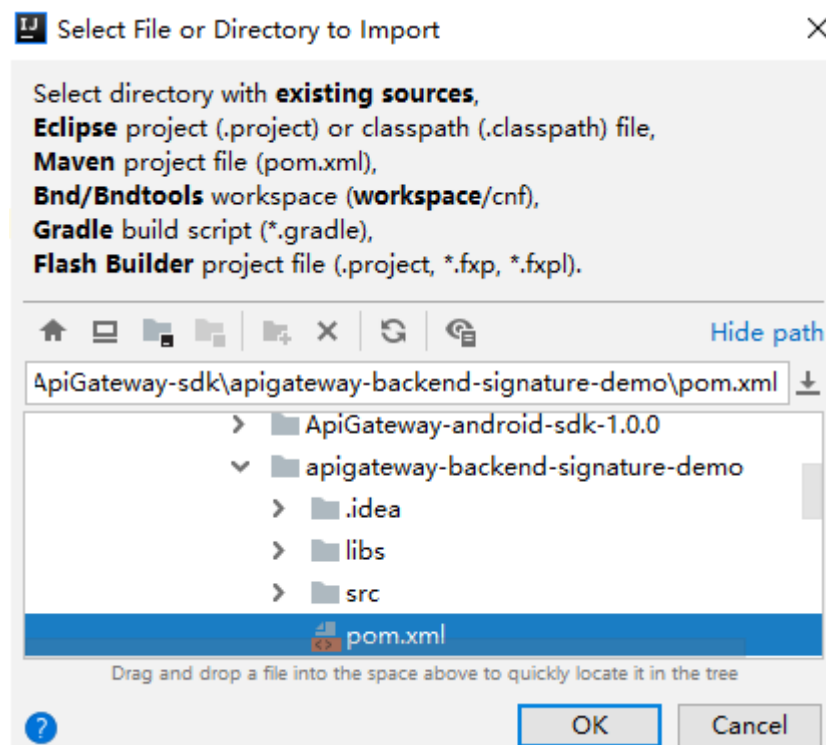 IJ Select File or Directory to Import
Select directory with existing sources,
Eclipse project (.project) or classpath (.classpath) file,
Maven project file (pom.xml),
Bnd/Bndtools workspace (workspace/cnf),
Gradle build script (*.gradle),
Flash Builder project file (.project, *.fxp, *.fxpl).
Hide path
ApiGateway-sdk\apigateway-backend-signature-demo\pom.xml
ApiGateway-android-sdk-1.0.0
apigateway-backend-signature-demo
.idea
libs
src
pom.xml
Drag and drop a file into the space above to quickly locate it in the tree
? OK Cancel